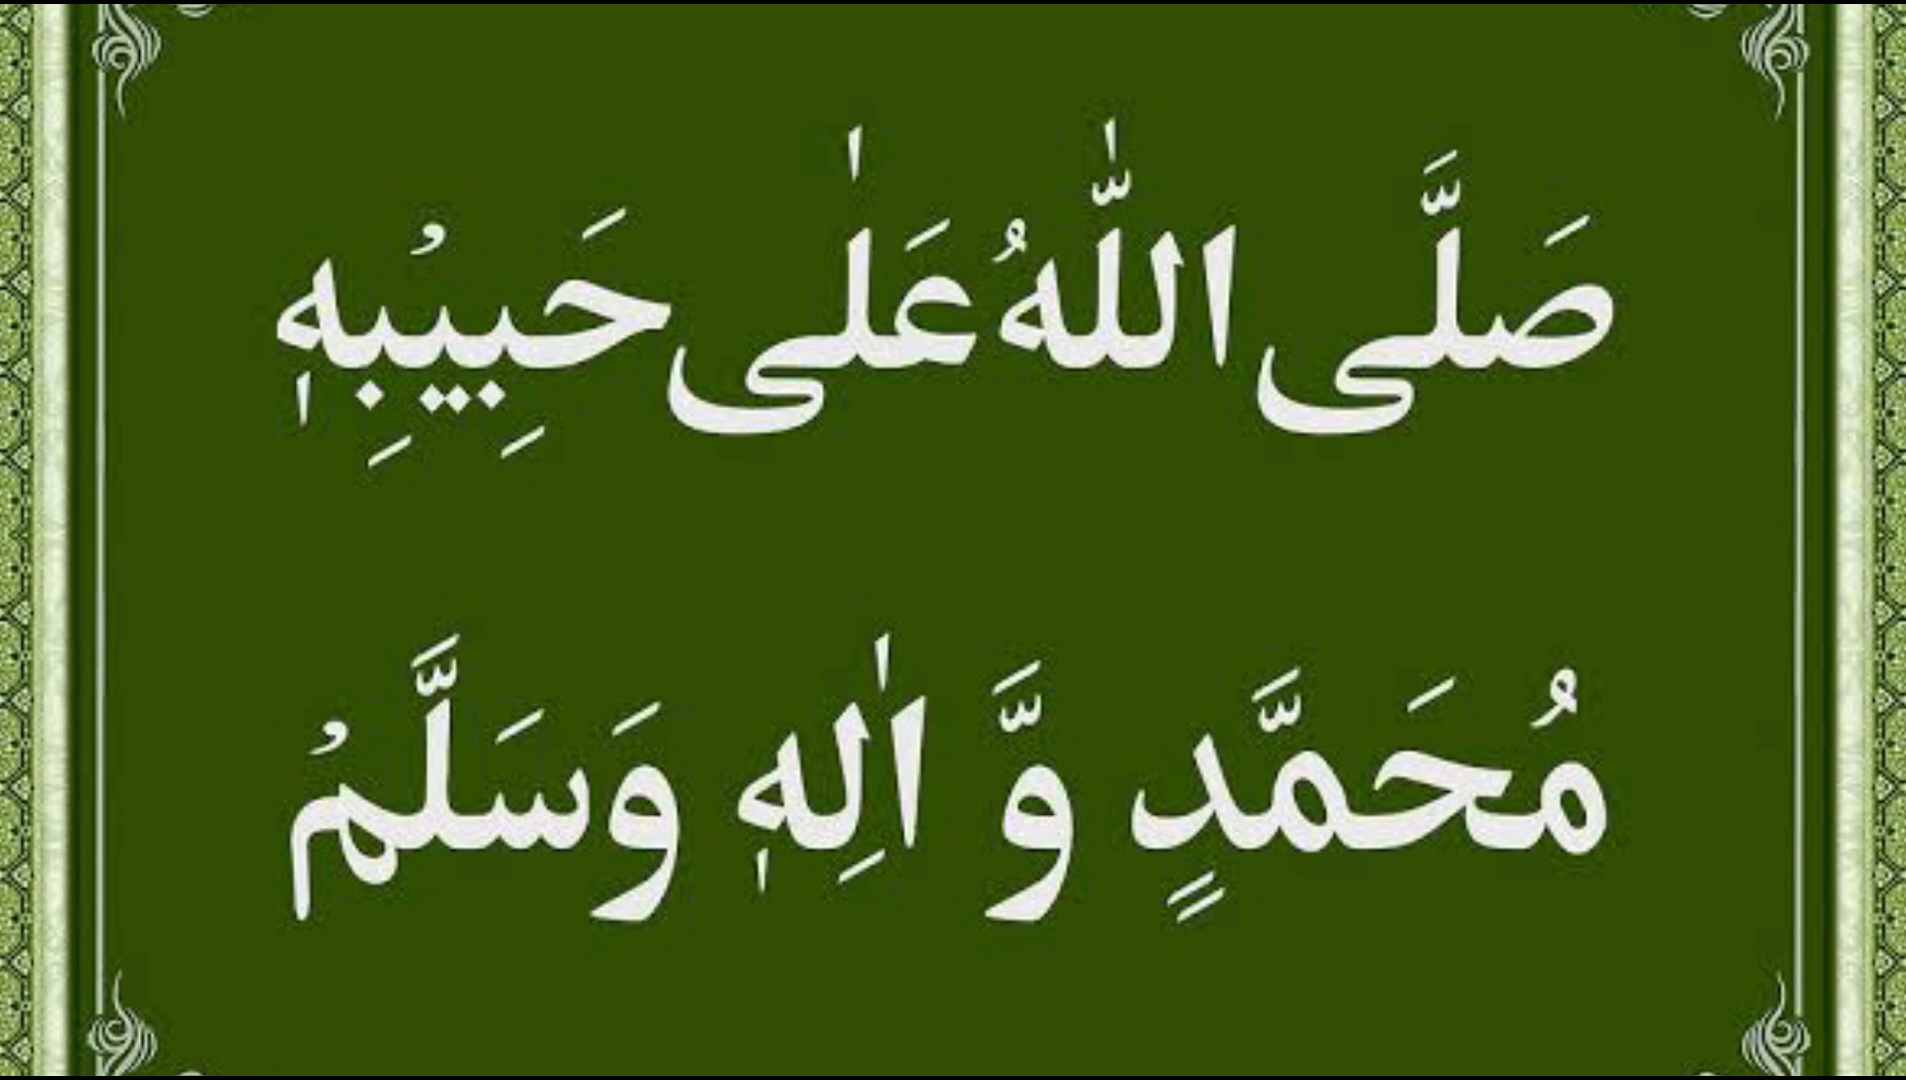 صَلَّى اللّٰهُ عَلٰى حَبِيْبِهٖ
مُحَمَّدٍ وَّ اٰلِهٖ وَسَلَّمْ